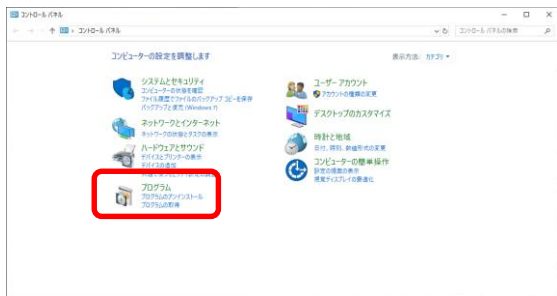 コントロール パネル
コントロール パネル
コントロール パネルの検索
コンピューターの設定を調整します
表示方法: カテゴリ
システムとセキュリティ
コンピューターの状態を確認
ファイル履歴でファイルのバックアップ コピーを保存
バックアップと復元 (Windows 7)
ネットワークとインターネット
ネットワークの状態とタスクの表示
ハードウェアとサウンド
デバイスとプリンターの表示
デバイスの追加
プログラム
プログラムのアンインストール
プログラムの取得
ユーザー アカウント
アカウントの種類の変更
デスクトップのカスタマイズ
時計と地域
日付、時刻、数値形式の変更
コンピューターの簡単操作
設定の提案の表示
視覚ディスプレイの最適化